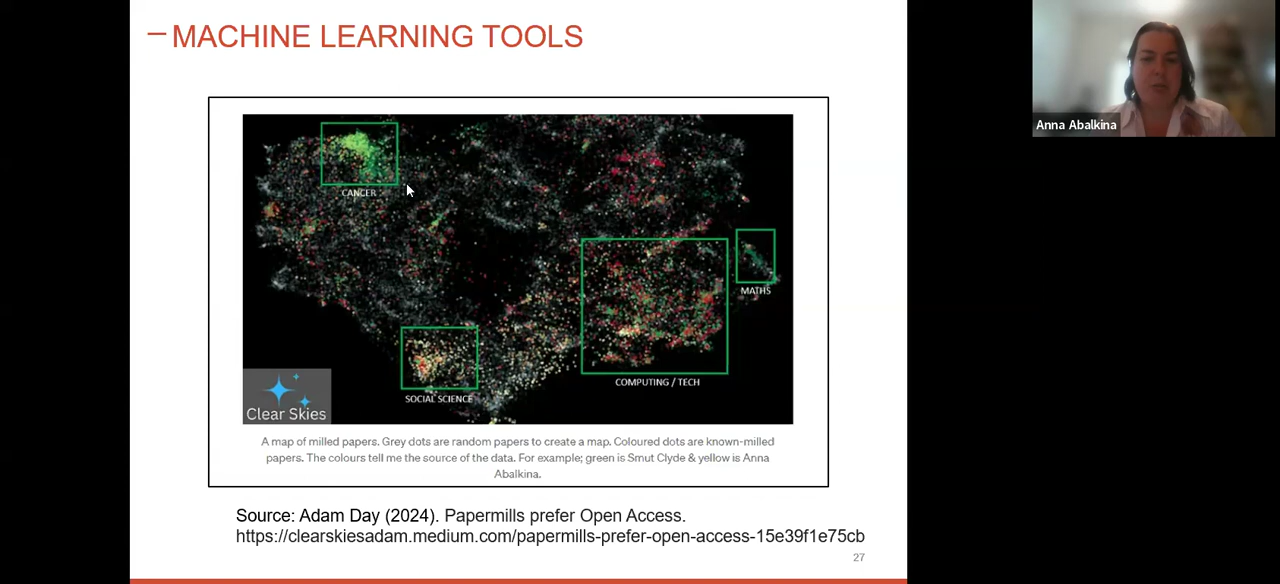 – MACHINE LEARNING TOOLS
Anna Abalkina
CANCER
MATHS
COMPUTING / TECH
SOCIAL SCIENCE
Clear Skies
A map of milled papers. Grey dots are random papers to create a map. Coloured dots are known-milled
papers. The colours tell me the source of the data. For example; green is Smut Clyde & yellow is Anna
Abalkina.
Source: Adam Day (2024). Papermills prefer Open Access.
https://clearskiesadam.medium.com/papermills-prefer-open-access-15e39f1e75cb
27